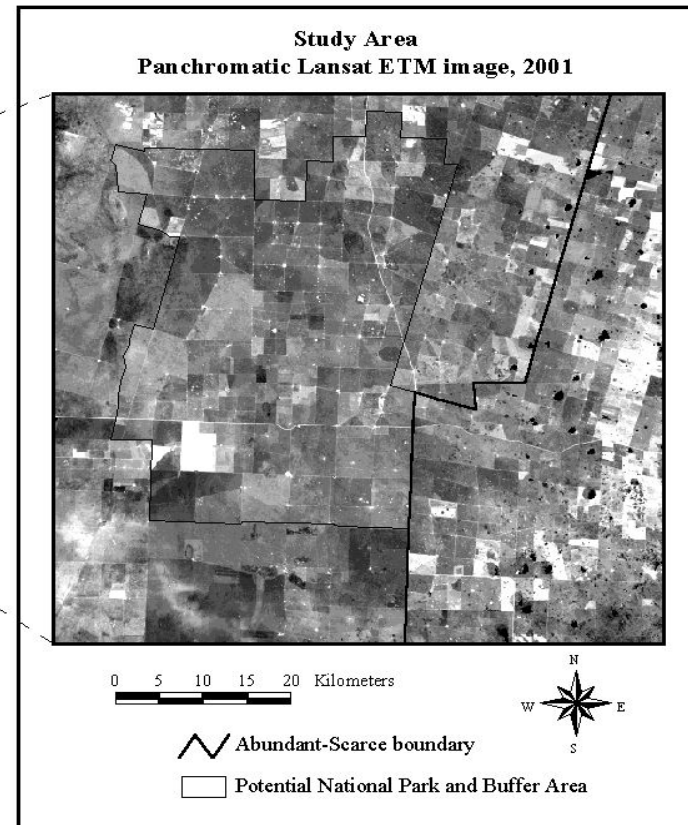 Study Area
Panchromatic Lansat ETM image, 2001
0 5 10 15 20 Kilometers
N
W E
S
Abundant-Scarce boundary
Potential National Park and Buffer Area